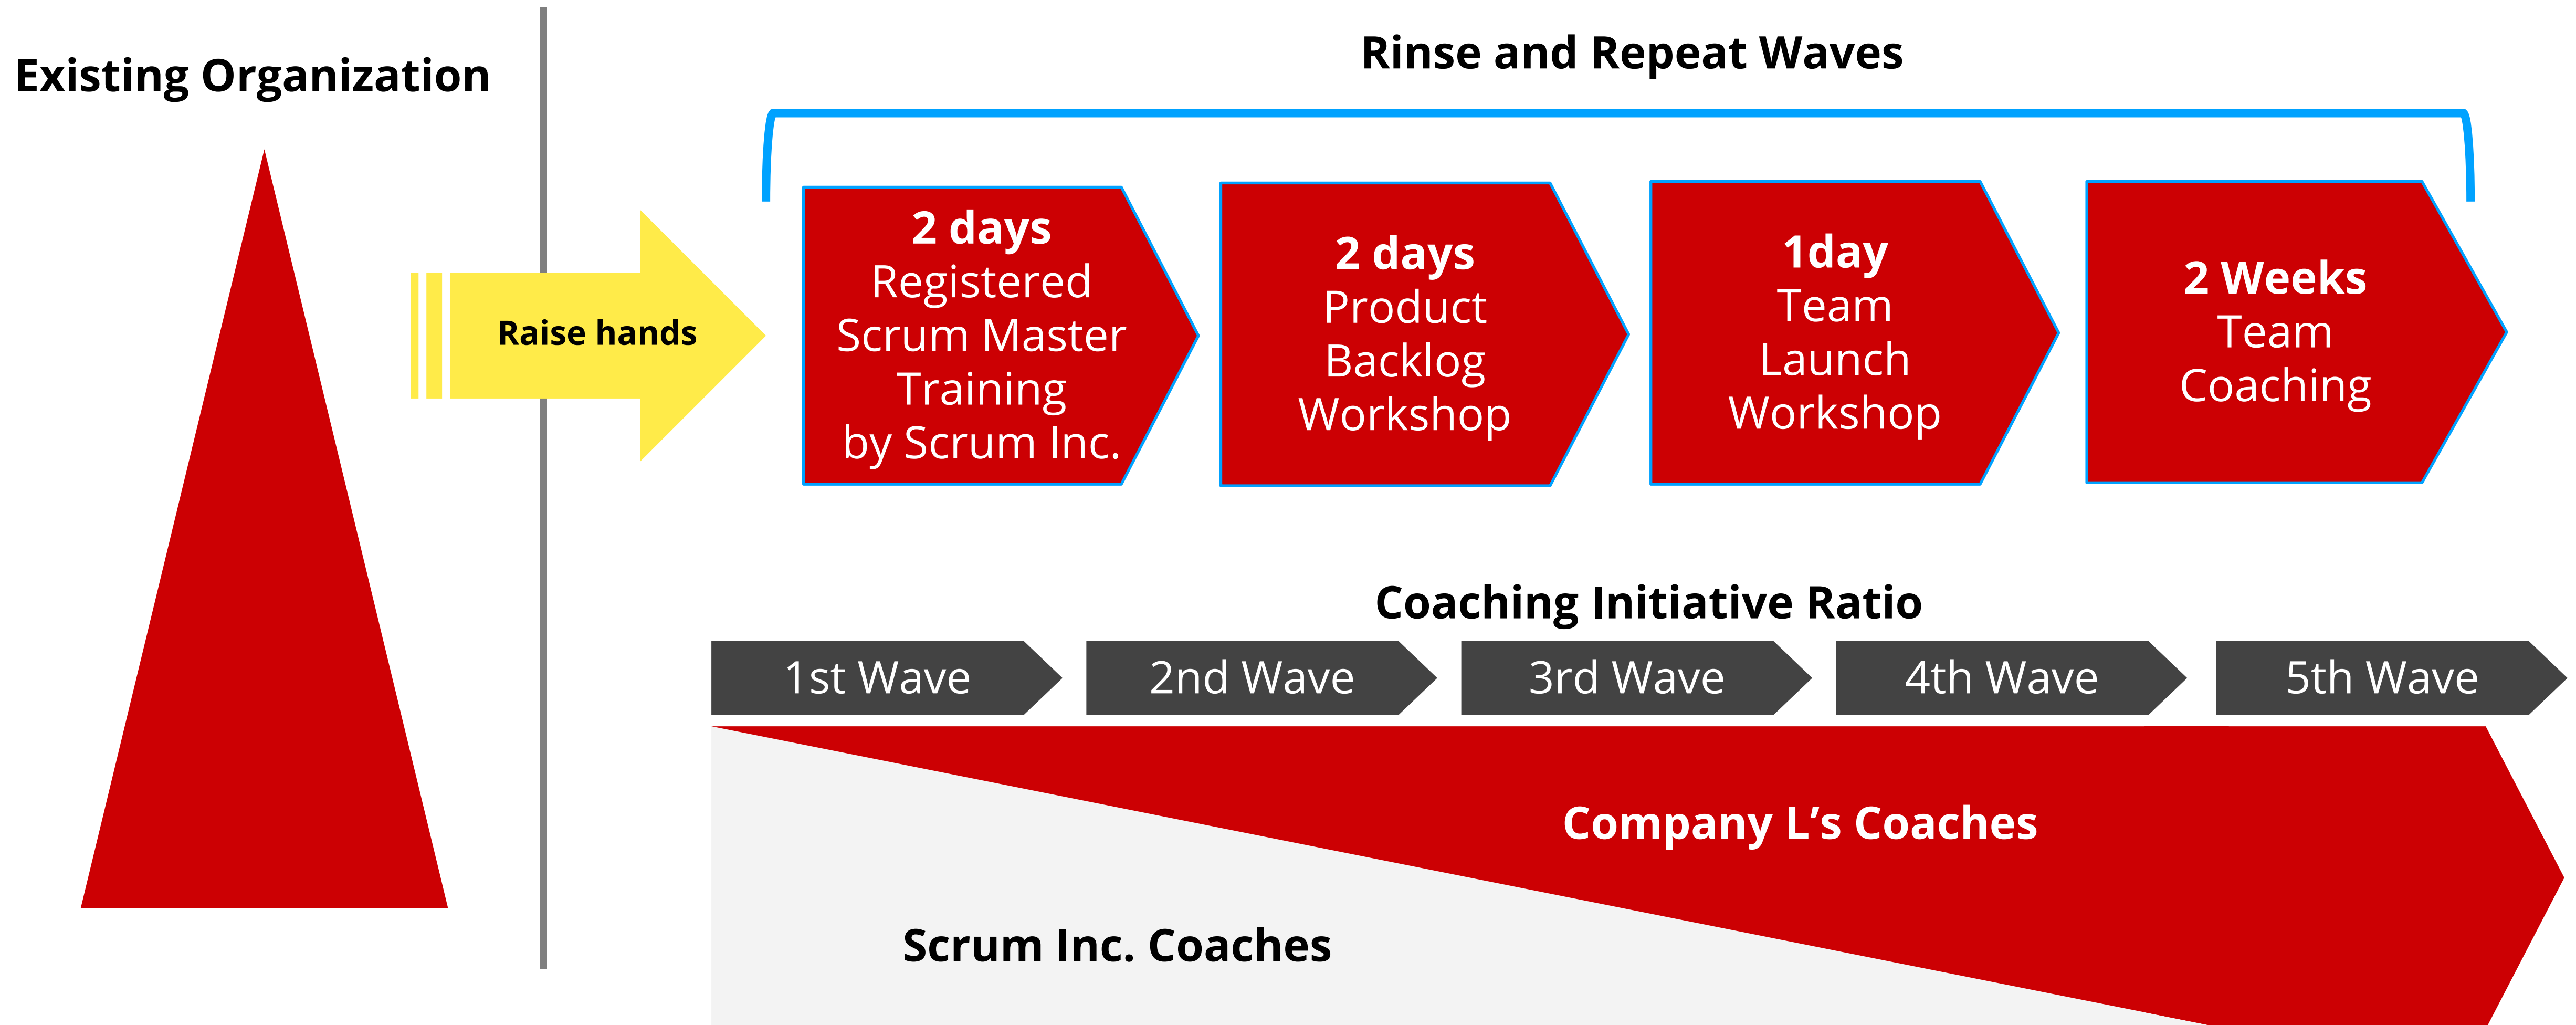 Existing Organization
Raise hands
Rinse and Repeat Waves
2 days
Registered
Scrum Master
Training
by Scrum Inc.
2 days
Product
Backlog
Workshop
1day
Team
Launch
Workshop
2 Weeks
Team
Coaching
Coaching Initiative Ratio
1st Wave
2nd Wave
3rd Wave
4th Wave
5th Wave
Company L’s Coaches
Scrum Inc. Coaches